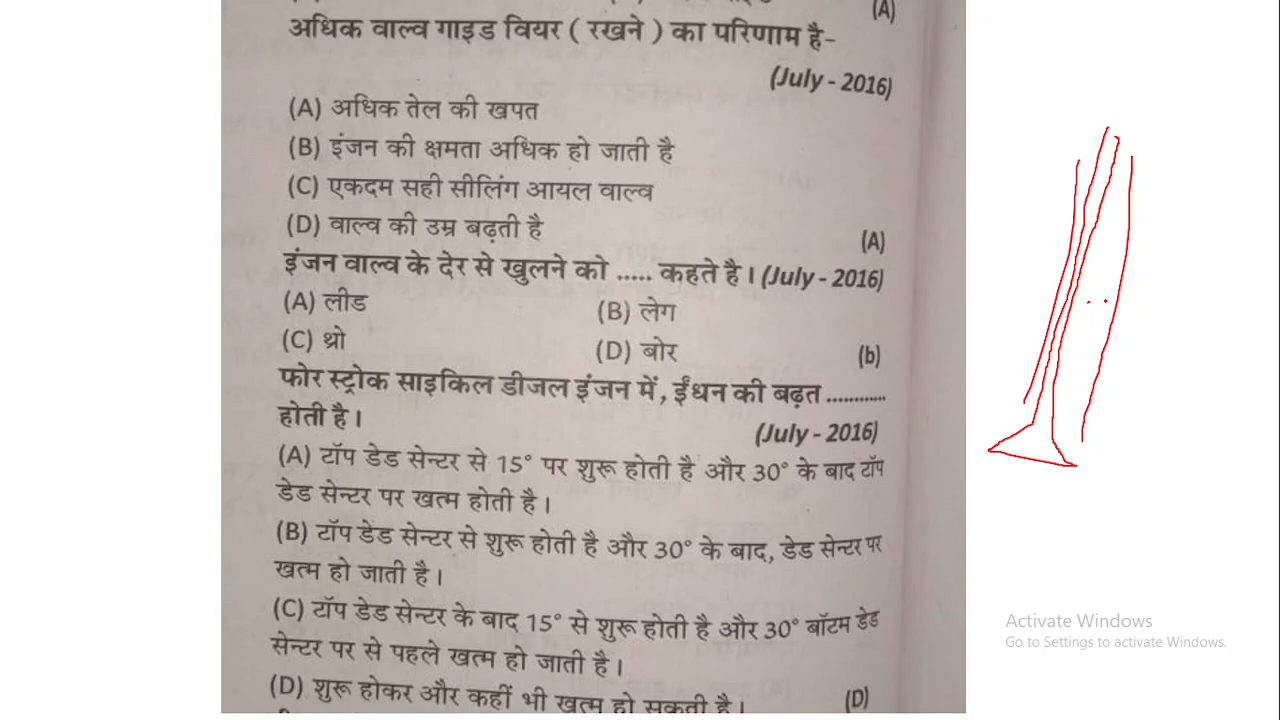 (A)
अधिक वाल्व गाइड वियर ( रखने ) का परिणाम है-
(July - 2016)
(A) अधिक तेल की खपत
(B) इंजन की क्षमता अधिक हो जाती है
(C) एकदम सही सीलिंग आयल वाल्व
(D) वाल्व की उम्र बढ़ती है (A)
इंजन वाल्व के देर से खुलने को ..... कहते है। (July - 2016)
(A) लीड (B) लेग
(C) थ्रो (D) बोर (b)
फोर स्ट्रोक साइकिल डीजल इंजन में, ईंधन की बढ़त ............
होती है। (July - 2016)
(A) टॉप डेड सेन्टर से 15° पर शुरू होती है और 30° के बाद टॉप
डेड सेन्टर पर खत्म होती है।
(B) टॉप डेड सेन्टर से शुरू होती है और 30° के बाद, डेड सेन्टर पर
खत्म हो जाती है।
(C) टॉप डेड सेन्टर के बाद 15° से शुरू होती है और 30° बॉटम डेड
सेन्टर पर से पहले खत्म हो जाती है।
(D) शुरू होकर और कहीं भी खत्म हो सकती है। (D)
Activate Windows
Go to Settings to activate Windows.